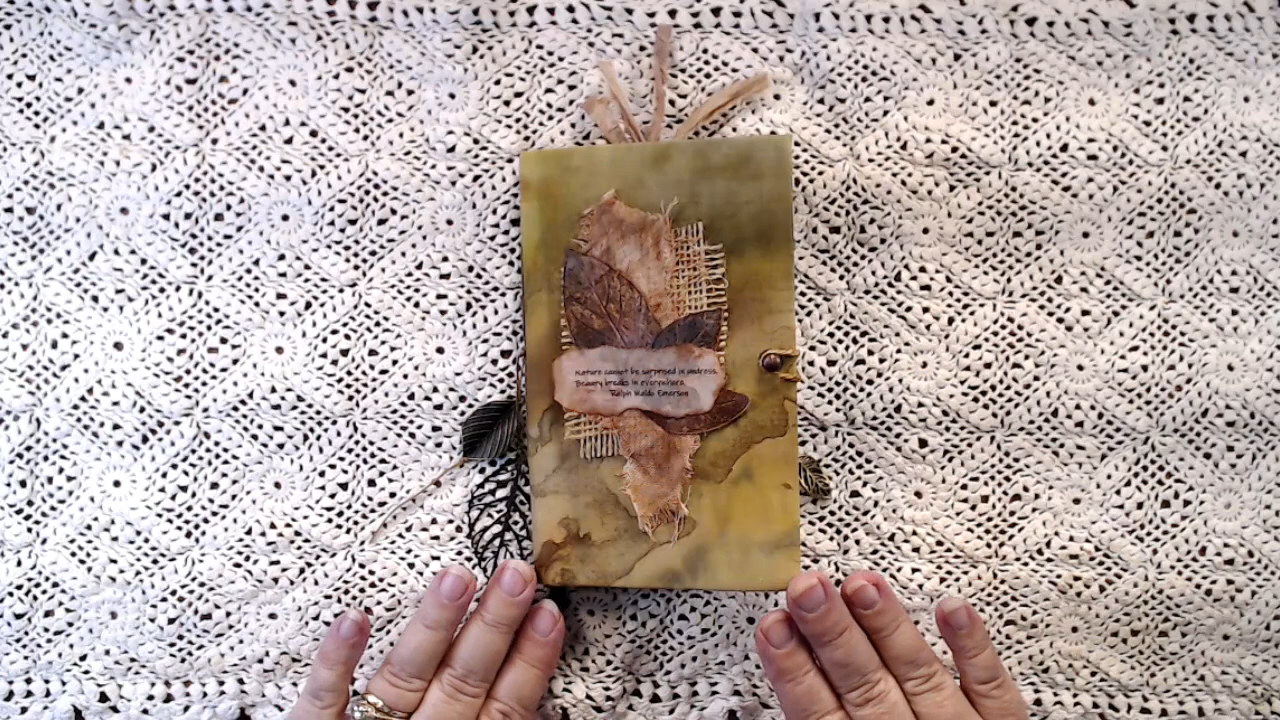 Nature cannot be surprised in undress.
Beauty breaks in everywhere.
Ralph Waldo Emerson